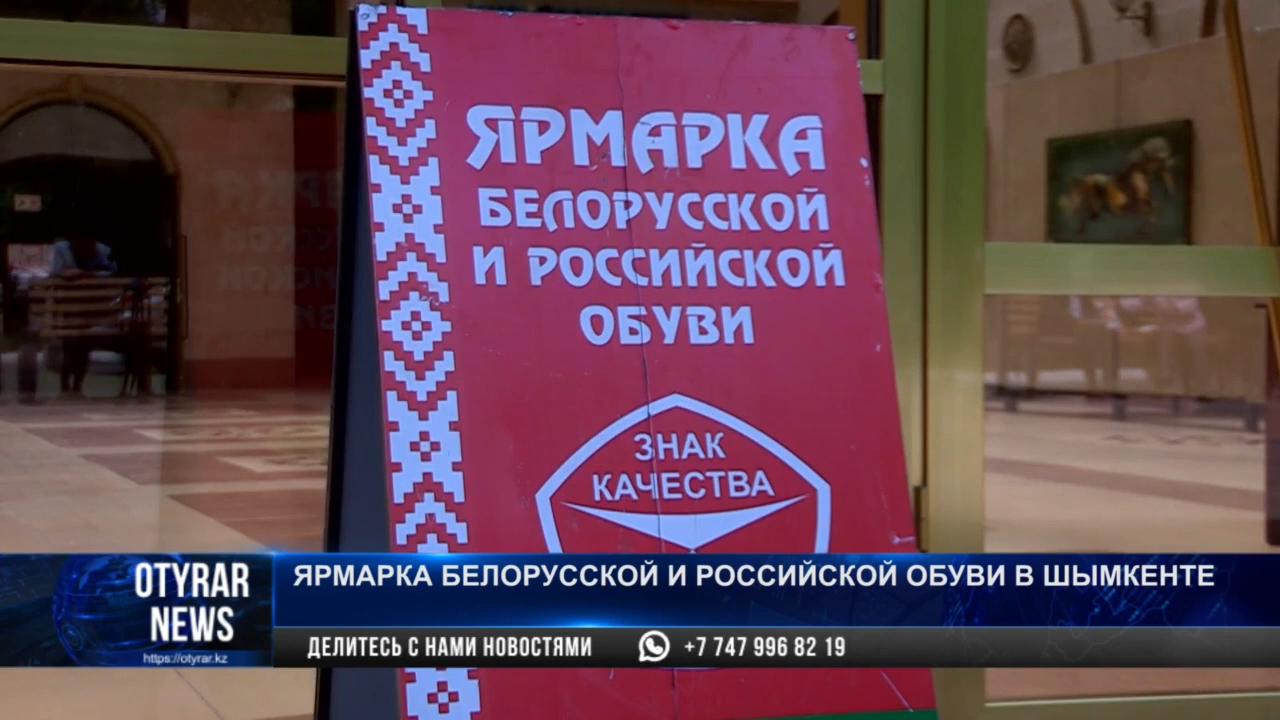 ЯРМАРКА
БЕЛОРУССКОЙ
И РОССИЙСКОЙ
ОБУВИ
ЗНАК
КАЧЕСТВА
OTYRAR
NEWS
https://otyrar.kz
ЯРМАРКА БЕЛОРУССКОЙ И РОССИЙСКОЙ ОБУВИ В ШЫМКЕНТЕ
ДЕЛИТЕСЬ С НАМИ НОВОСТЯМИ
+7 747 996 82 19